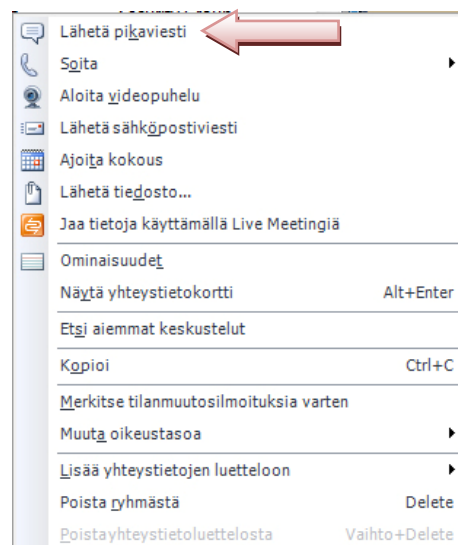 Lähetä pikaviesti
Soita
Aloita videopuhelu
Lähetä sähköpostiviesti
Ajoita kokous
Lähetä tiedosto...
Jaa tietoja käyttämällä Live Meetingiä
Ominaisuudet
Näytä yhteystietokortti Alt+Enter
Etsi aiemmat keskustelut
Kopioi Ctrl+C
Merkitse tilanmuutosilmoituksia varten
Muuta oikeustasoa
Lisää yhteystietojen luetteloon
Poista ryhmästä Delete
Poista yhteystietoluettelosta Vaihto+Delete